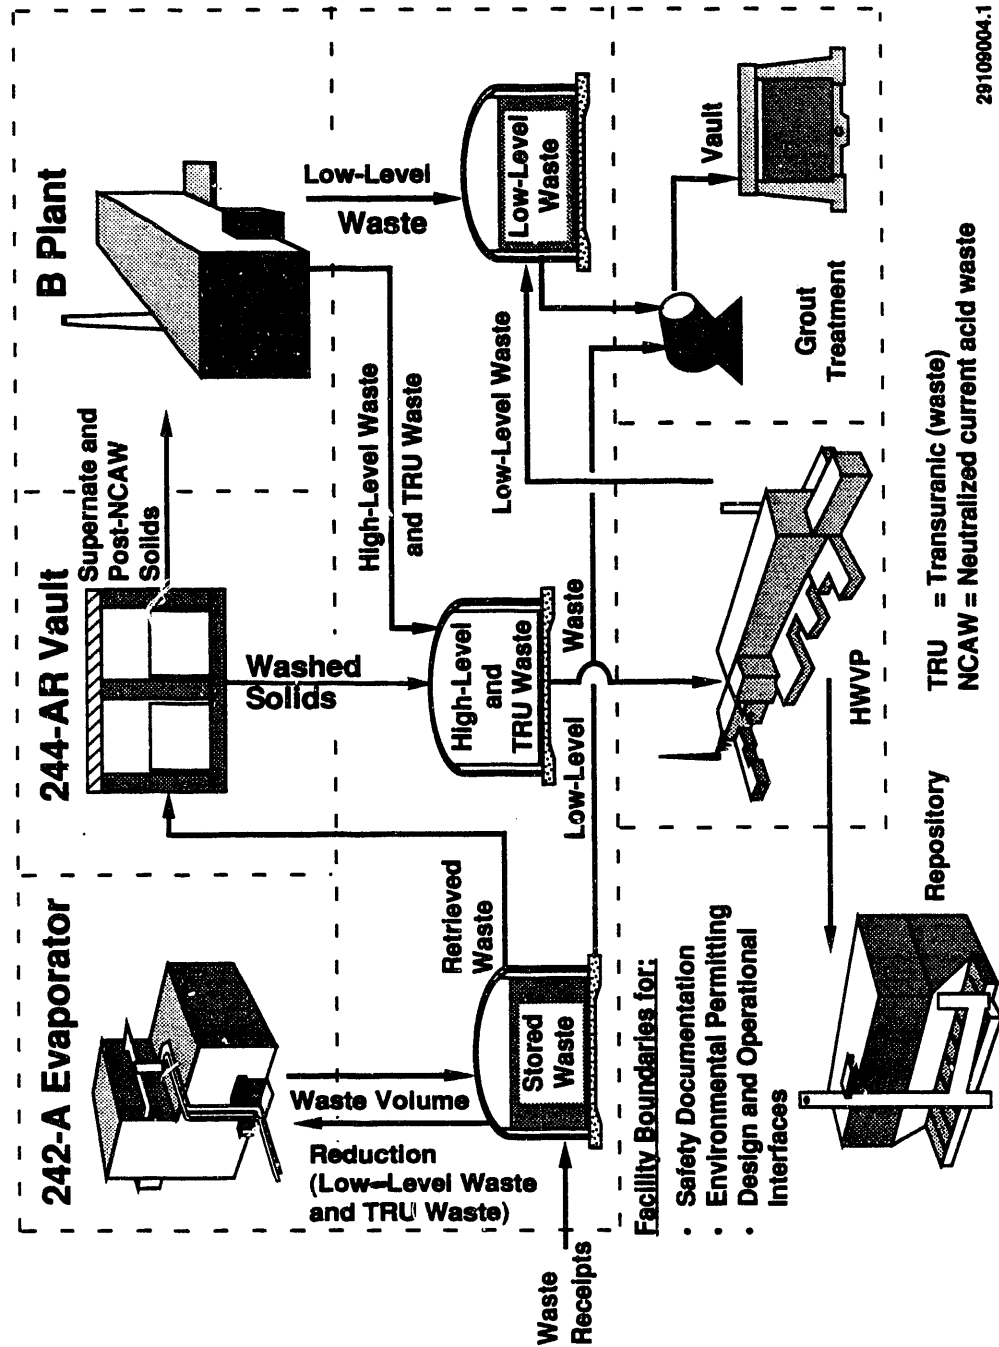 242-A Evaporator
244-AR Vault
B Plant
Supernate and
Post-NCAW
Solids
Waste Volume
Reduction
(Low-Level Waste
and TRU Waste)
Retrieved
Waste
Washed
Solids
High-Level Waste
and TRU Waste
Low-Level
Waste
Waste
Receipts
Stored
Waste
High-Level
and
TRU Waste
Low-Level
Waste
Low-Level Waste
Low-Level
Waste
Facility Boundaries for:
· Safety Documentation
· Environmental Permitting
· Design and Operational
Interfaces
HWVP
Grout
Treatment
Vault
Repository
TRU = Transuranic (waste)
NCAW = Neutralized current acid waste
29109004.1